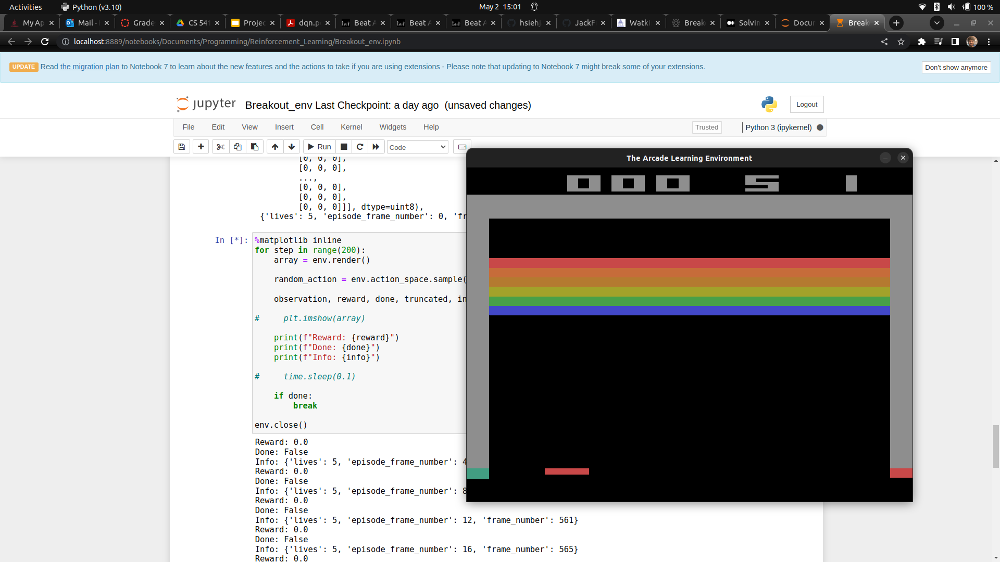 Activities Python (v3.10) May 2 15:01 100 %
My Ap Mail - Grade CS 541 Projec dqn.p Beat A Beat A Beat A hsiehj JackF Watki Break Solvin Docur Break
localhost:8889/notebooks/Documents/Programming/Reinforcement_Learning/Breakout_env.ipynb
UPDATE Read the migration plan to Notebook 7 to learn about the new features and the actions to take if you are using extensions - Please note that updating to Notebook 7 might break some of your extensions. Don't show anymore
jupyter Breakout_env Last Checkpoint: a day ago (unsaved changes) Logout
File Edit View Insert Cell Kernel Widgets Help Trusted Python 3 (ipykernel)
Run Code
The Arcade Learning Environment
000 5 1
[0, 0, 0],
[0, 0, 0],
...,
[0, 0, 0],
[0, 0, 0],
[0, 0, 0]]], dtype=uint8),
{'lives': 5, 'episode_frame_number': 0, 'fr
In [*]: %matplotlib inline
for step in range(200):
array = env.render()
random_action = env.action_space.sample(
observation, reward, done, truncated, in
# plt.imshow(array)
print(f"Reward: {reward}")
print(f"Done: {done}")
print(f"Info: {info}")
# time.sleep(0.1)
if done:
break
env.close()
Reward: 0.0
Done: False
Info: {'lives': 5, 'episode_frame_number': 4
Reward: 0.0
Done: False
Info: {'lives': 5, 'episode_frame_number': 8
Reward: 0.0
Done: False
Info: {'lives': 5, 'episode_frame_number': 12, 'frame_number': 561}
Reward: 0.0
Done: False
Info: {'lives': 5, 'episode_frame_number': 16, 'frame_number': 565}
Reward: 0.0